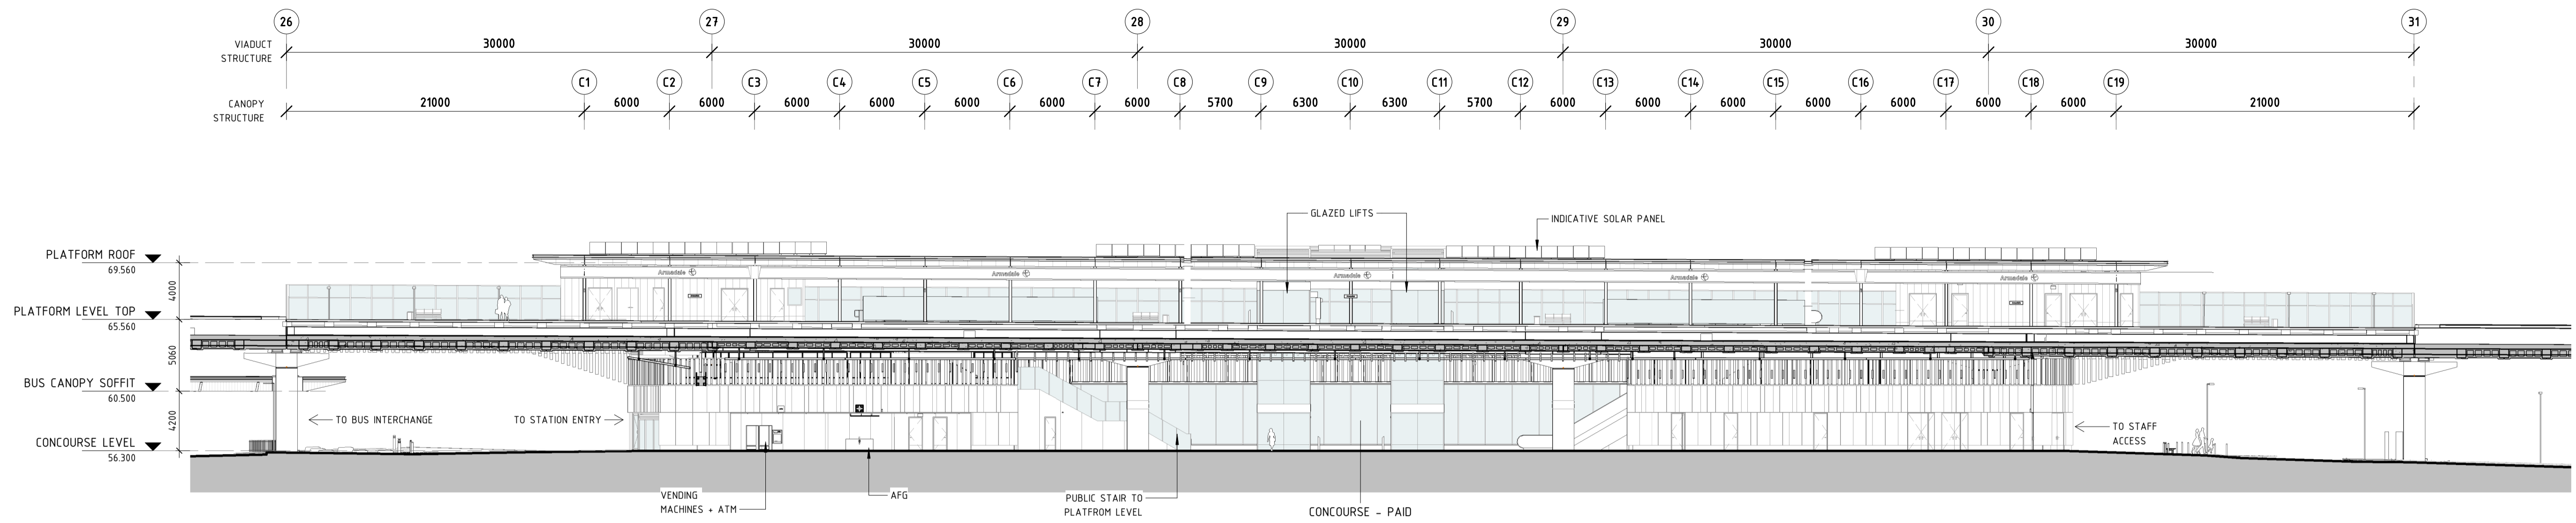 26 27 28 29 30 31
VIADUCT
STRUCTURE
30000 30000 30000 30000 30000
C1 C2 C3 C4 C5 C6 C7 C8 C9 C10 C11 C12 C13 C14 C15 C16 C17 C18 C19
CANOPY
STRUCTURE
21000 6000 6000 6000 6000 6000 6000 6000 5700 6300 6300 5700 6000 6000 6000 6000 6000 6000 6000 21000
GLAZED LIFTS
INDICATIVE SOLAR PANEL
PLATFORM ROOF
69.560
Armadale Armadale Armadale Armadale Armadale
4000
PLATFORM LEVEL TOP
65.560
5060
BUS CANOPY SOFFIT
60.500
4200
TO BUS INTERCHANGE
TO STATION ENTRY
TO STAFF
ACCESS
CONCOURSE LEVEL
56.300
VENDING
MACHINES + ATM
AFG
PUBLIC STAIR TO
PLATFROM LEVEL
CONCOURSE - PAID